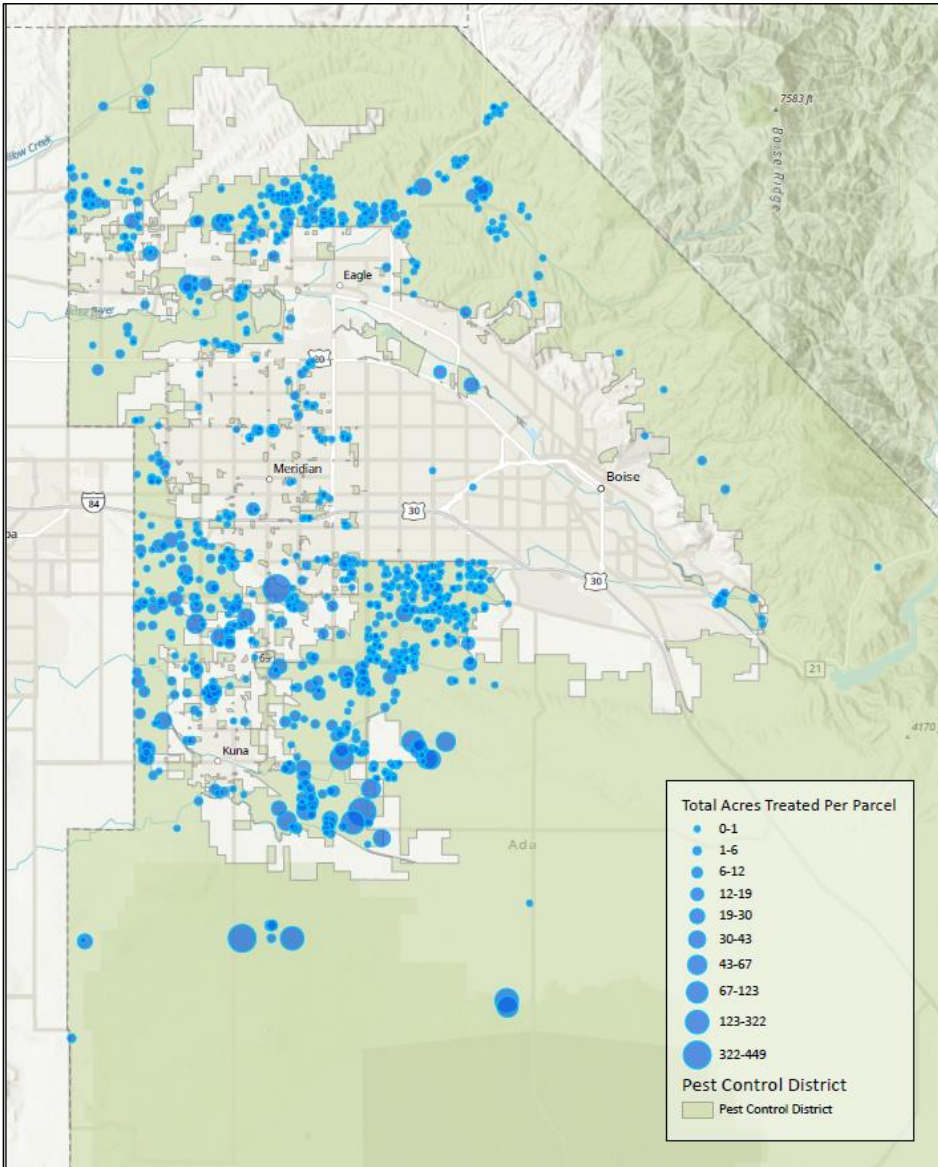 7583 ft
Boise Ridge
Eagle
20
Meridian
Boise
84
30
30
69
21
4170
Kuna
Ada
Total Acres Treated Per Parcel
0-1
1-6
6-12
12-19
19-30
30-43
43-67
67-123
123-322
322-449
Pest Control District
Pest Control District